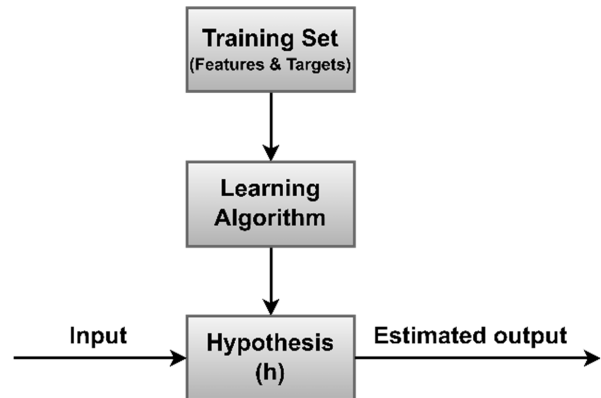 Training Set
(Features & Targets)
Learning
Algorithm
Input
Hypothesis
(h)
Estimated output